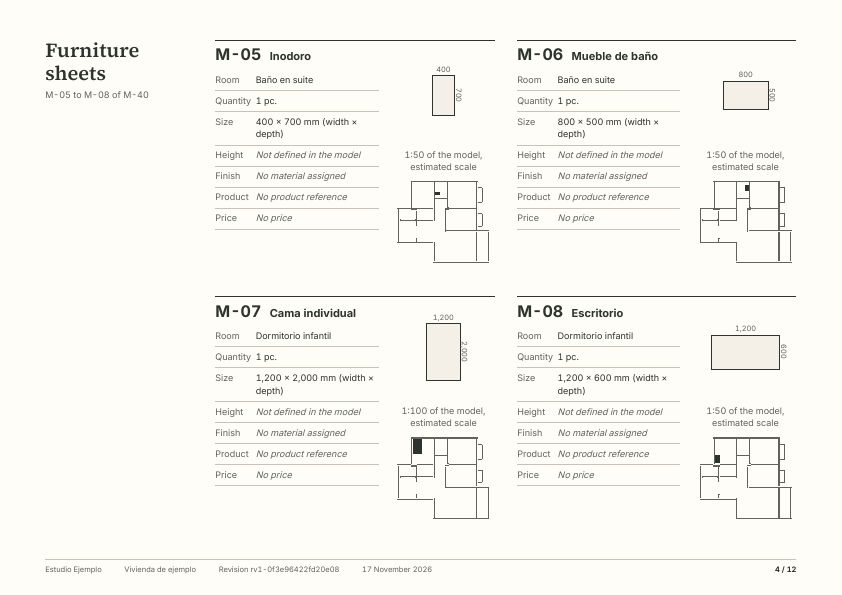 Furniture
sheets
M-05 to M-08 of M-40
M-05 Inodoro
Room Baño en suite
Quantity 1 pc.
Size 400 × 700 mm (width ×
depth)
Height Not defined in the model
Finish No material assigned
Product No product reference
Price No price
400
700
1:50 of the model,
estimated scale
M-06 Mueble de baño
Room Baño en suite
Quantity 1 pc.
Size 800 × 500 mm (width ×
depth)
Height Not defined in the model
Finish No material assigned
Product No product reference
Price No price
800
500
1:50 of the model,
estimated scale
M-07 Cama individual
Room Dormitorio infantil
Quantity 1 pc.
Size 1,200 × 2,000 mm (width ×
depth)
Height Not defined in the model
Finish No material assigned
Product No product reference
Price No price
1,200
2,000
1:100 of the model,
estimated scale
M-08 Escritorio
Room Dormitorio infantil
Quantity 1 pc.
Size 1,200 × 600 mm (width ×
depth)
Height Not defined in the model
Finish No material assigned
Product No product reference
Price No price
1,200
600
1:50 of the model,
estimated scale
Estudio Ejemplo Vivienda de ejemplo Revision rv1-0f3e96422fd20e08 17 November 2026 4 / 12